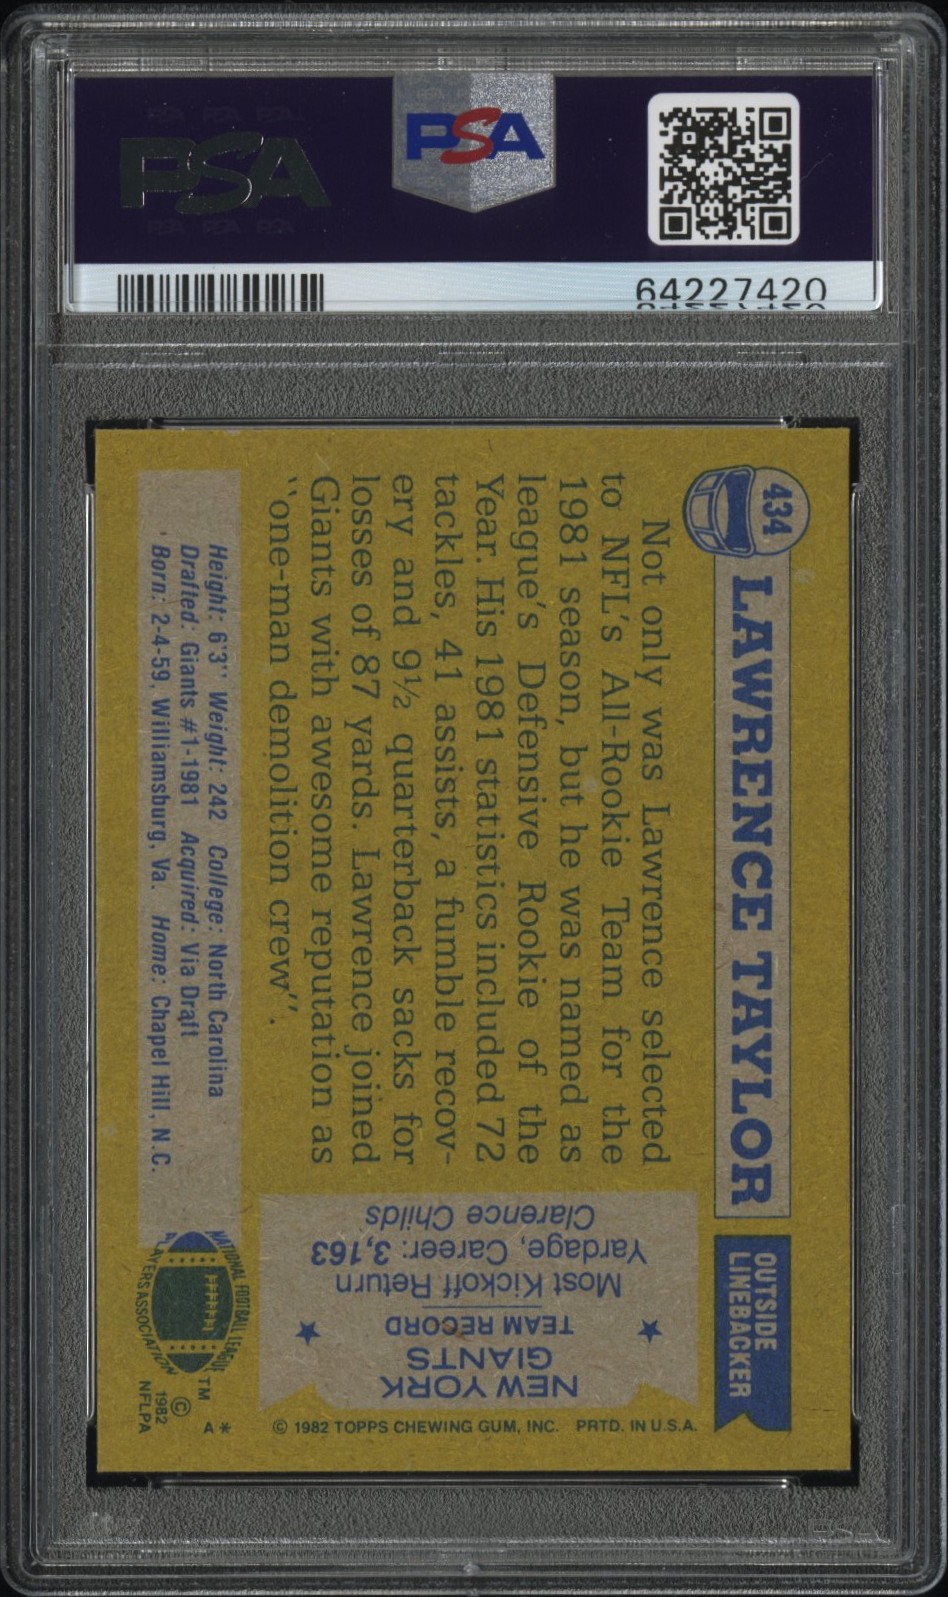 PSA
PSA
64227420
434
LAWRENCE TAYLOR
OUTSIDE
LINEBACKER
Not only was Lawrence selected
to NFL's All-Rookie Team for the
1981 season, but he was named as
league's Defensive Rookie of the
Year. His 1981 statistics included 72
tackles, 41 assists, a fumble recov-
ery and 9½ quarterback sacks for
losses of 87 yards. Lawrence joined
Giants with awesome reputation as
"one-man demolition crew".
NEW YORK
GIANTS
TEAM RECORD
Most Kickoff Return
Yardage, Career: 3,163
Clarence Childs
Height: 6'3" Weight: 242 College: North Carolina
Drafted: Giants #1-1981 Acquired: Via Draft
Born: 2-4-59, Williamsburg, Va. Home: Chapel Hill, N.C.
NATIONAL FOOTBALL LEAGUE
PLAYERS ASSOCIATION
NFLPA
TM
©
1982
NFLPA
© 1982 TOPPS CHEWING GUM, INC. PRTD. IN U.S.A.
A*